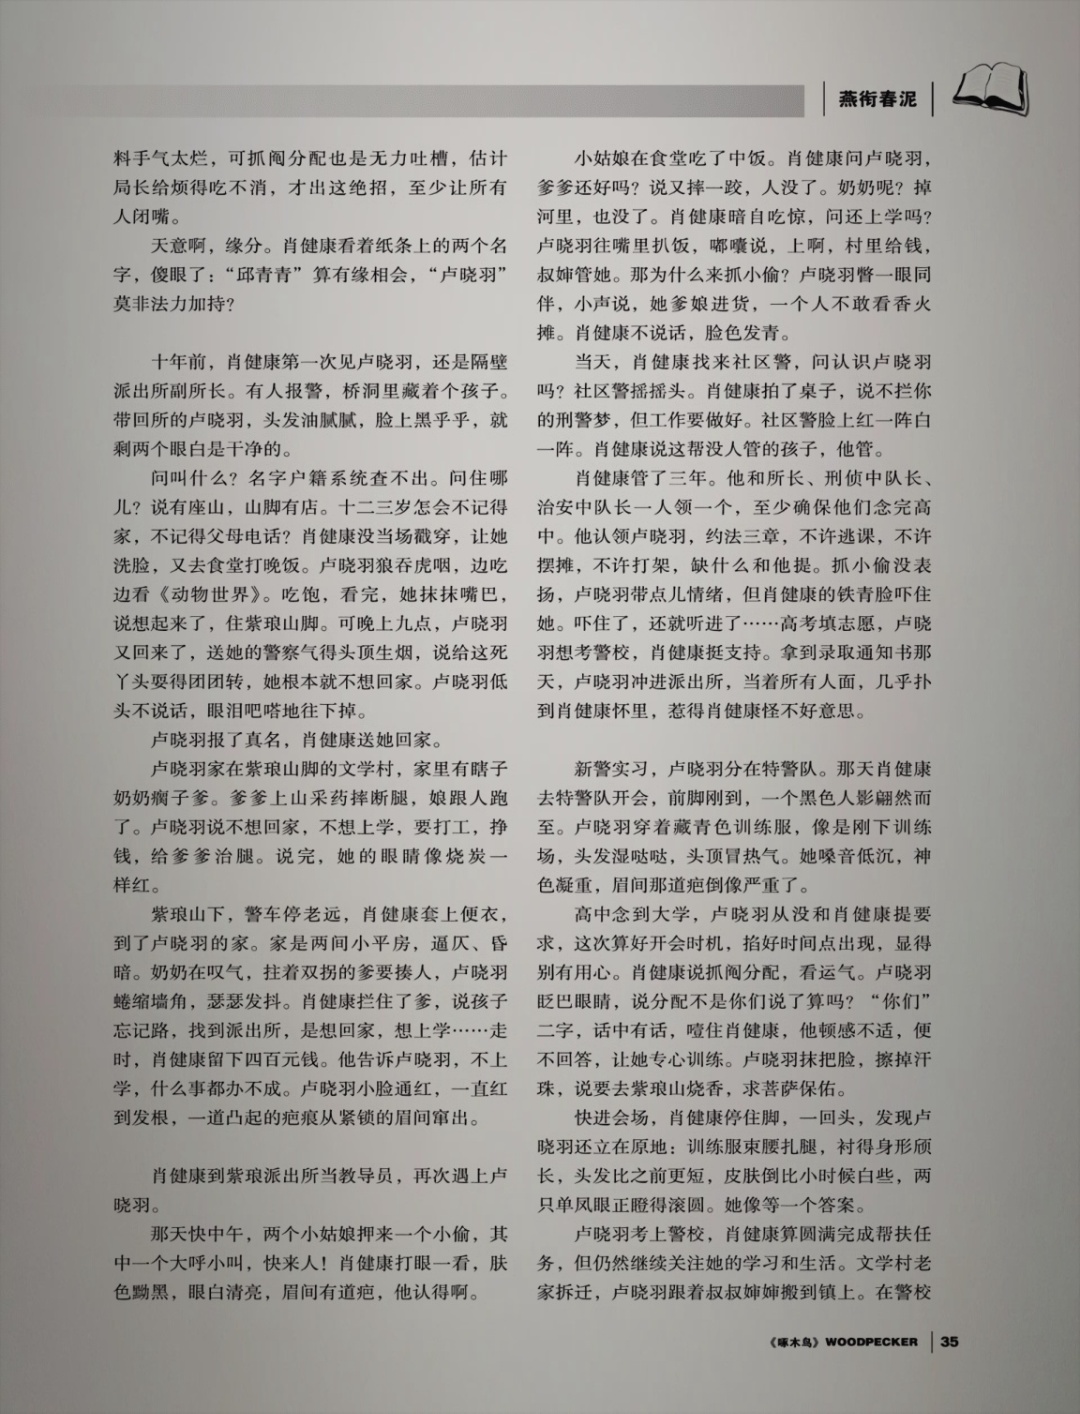 燕衔春泥
料手气太烂，可抓阄分配也是无力吐槽，估计
局长给烦得吃不消，才出这绝招，至少让所有
人闭嘴。
天意啊，缘分。肖健康看着纸条上的两个名
字，傻眼了：“邱青青”算有缘相会，“卢晓羽”
莫非法力加持？
十年前，肖健康第一次见卢晓羽，还是隔壁
派出所副所长。有人报警，桥洞里藏着个孩子。
带回所的卢晓羽，头发油腻腻，脸上黑乎乎，就
剩两个眼白是干净的。
问叫什么？名字户籍系统查不出。问住哪
儿？说有座山，山脚有店。十二三岁怎会不记得
家，不记得父母电话？肖健康没当场戳穿，让她
洗脸，又去食堂打晚饭。卢晓羽狼吞虎咽，边吃
边看《动物世界》。吃饱，看完，她抹抹嘴巴，
说想起来了，住紫琅山脚。可晚上九点，卢晓羽
又回来了，送她的警察气得头顶生烟，说给这死
丫头耍得团团转，她根本就不想回家。卢晓羽低
头不说话，眼泪吧嗒地往下掉。
卢晓羽报了真名，肖健康送她回家。
卢晓羽家在紫琅山脚的文学村，家里有瞎子
奶奶瘸子爹。爹爹上山采药摔断腿，娘跟人跑
了。卢晓羽说不想回家，不想上学，要打工，挣
钱，给爹爹治腿。说完，她的眼睛像烧炭一
样红。
紫琅山下，警车停老远，肖健康套上便衣，
到了卢晓羽的家。家是两间小平房，逼仄、昏
暗。奶奶在叹气，拄着双拐的爹要揍人，卢晓羽
蜷缩墙角，瑟瑟发抖。肖健康拦住了爹，说孩子
忘记路，找到派出所，是想回家，想上学……走
时，肖健康留下四百元钱。他告诉卢晓羽，不上
学，什么事都办不成。卢晓羽小脸通红，一直红
到发根，一道凸起的疤痕从紧锁的眉间窜出。
肖健康到紫琅派出所当教导员，再次遇上卢
晓羽。
那天快中午，两个小姑娘押来一个小偷，其
中一个大呼小叫，快来人！肖健康打眼一看，肤
色黝黑，眼白清亮，眉间有道疤，他认得啊。
小姑娘在食堂吃了中饭。肖健康问卢晓羽，
爹爹还好吗？说又摔一跤，人没了。奶奶呢？掉
河里，也没了。肖健康暗自吃惊，问还上学吗？
卢晓羽往嘴里扒饭，嘟囔说，上啊，村里给钱，
叔婶管她。那为什么来抓小偷？卢晓羽瞥一眼同
伴，小声说，她爹娘进货，一个人不敢看香火
摊。肖健康不说话，脸色发青。
当天，肖健康找来社区警，问认识卢晓羽
吗？社区警摇摇头。肖健康拍了桌子，说不拦你
的刑警梦，但工作要做好。社区警脸上红一阵白
一阵。肖健康说这帮没人管的孩子，他管。
肖健康管了三年。他和所长、刑侦中队长、
治安中队长一人领一个，至少确保他们念完高
中。他认领卢晓羽，约法三章，不许逃课，不许
摆摊，不许打架，缺什么和他提。抓小偷没表
扬，卢晓羽带点儿情绪，但肖健康的铁青脸吓住
她。吓住了，还就听进了……高考填志愿，卢晓
羽想考警校，肖健康挺支持。拿到录取通知书那
天，卢晓羽冲进派出所，当着所有人面，几乎扑
到肖健康怀里，惹得肖健康怪不好意思。
新警实习，卢晓羽分在特警队。那天肖健康
去特警队开会，前脚刚到，一个黑色人影翩然而
至。卢晓羽穿着藏青色训练服，像是刚下训练
场，头发湿哒哒，头顶冒热气。她嗓音低沉，神
色凝重，眉间那道疤倒像严重了。
高中念到大学，卢晓羽从没和肖健康提要
求，这次算好开会时机，掐好时间点出现，显得
别有用心。肖健康说抓阄分配，看运气。卢晓羽
眨巴眼睛，说分配不是你们说了算吗？“你们”
二字，话中有话，噎住肖健康，他顿感不适，便
不回答，让她专心训练。卢晓羽抹把脸，擦掉汗
珠，说要去紫琅山烧香，求菩萨保佑。
快进会场，肖健康停住脚，一回头，发现卢
晓羽还立在原地：训练服束腰扎腿，衬得身形颀
长，头发比之前更短，皮肤倒比小时候白些，两
只单凤眼正瞪得滚圆。她像等一个答案。
卢晓羽考上警校，肖健康算圆满完成帮扶任
务，但仍然继续关注她的学习和生活。文学村老
家拆迁，卢晓羽跟着叔叔婶婶搬到镇上。在警校
《啄木鸟》WOODPECKER 35